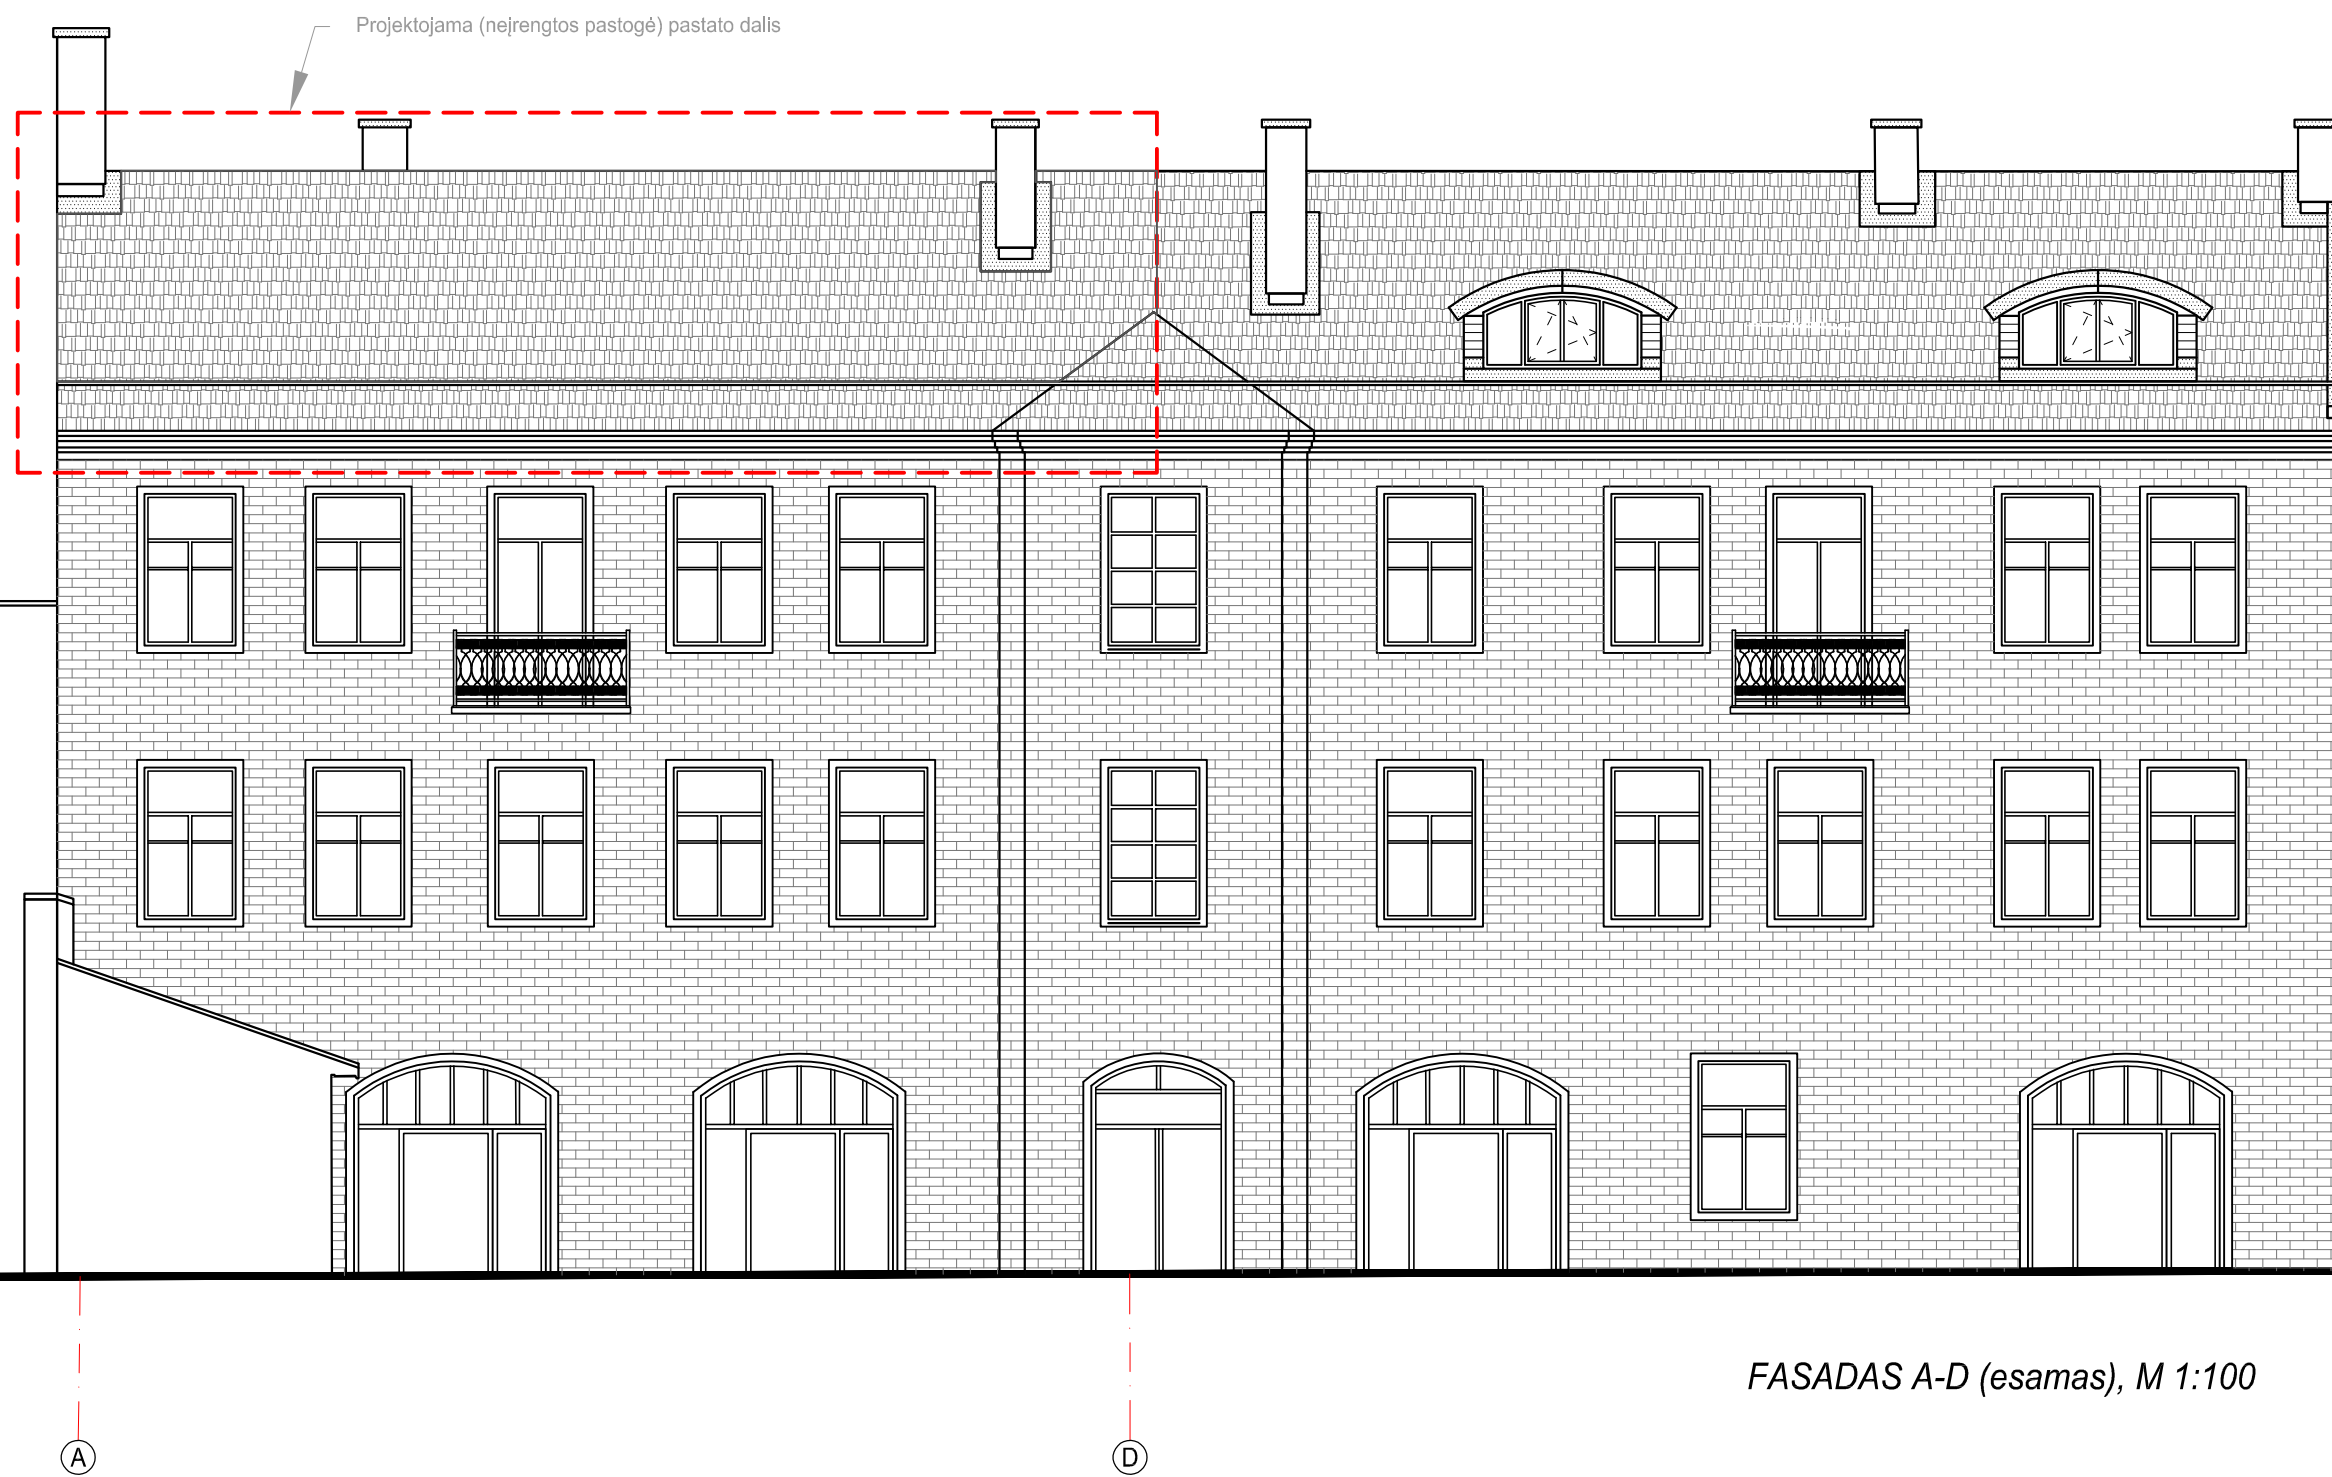 Projektojama (neįrengtos pastogė) pastato dalis
FASADAS A-D (esamas), M 1:100
A
D